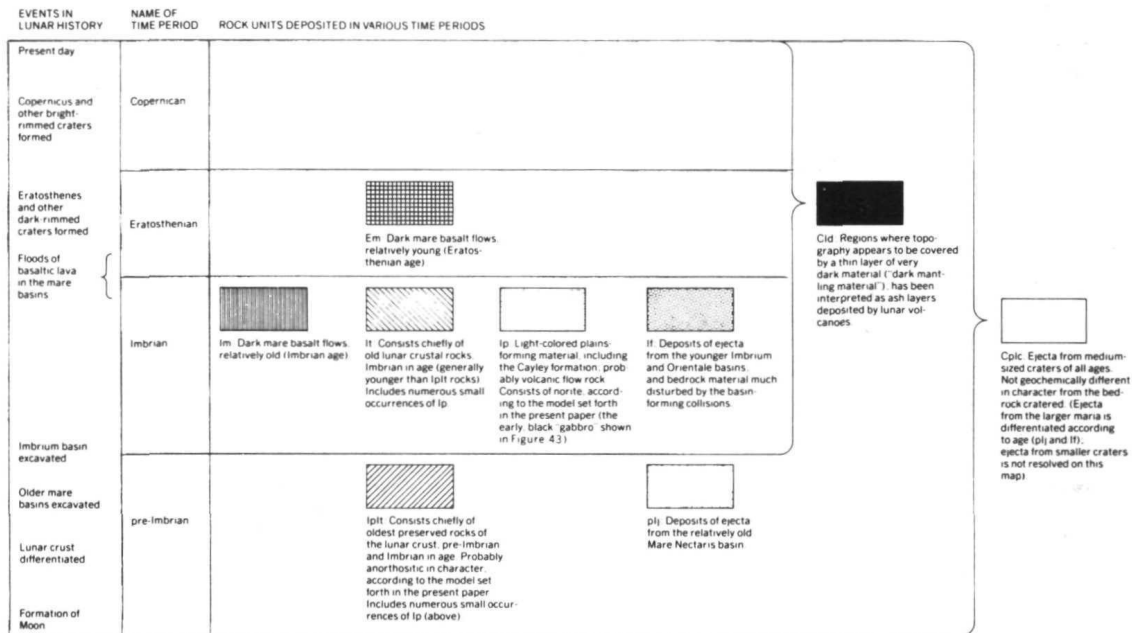 EVENTS IN
LUNAR HISTORY
NAME OF
TIME PERIOD
ROCK UNITS DEPOSITED IN VARIOUS TIME PERIODS
Present day
Copernicus and
other bright-
rimmed craters
formed
Copernican
Eratosthenes
and other
dark-rimmed
craters formed
Eratosthenian
Em Dark mare basalt flows,
relatively young (Eratos-
thenian age)
Cld Regions where topo-
graphy appears to be covered
by a thin layer of very
dark material ("dark mant-
ling material"), has been
interpreted as ash layers
deposited by lunar vol-
canoes
Floods of
basaltic lava
in the mare
basins
Imbrian
Im Dark mare basalt flows,
relatively old (Imbrian age)
It Consists chiefly of
old lunar crustal rocks,
Imbrian in age (generally
younger than IpIt rocks)
Includes numerous small
occurrences of Ip
Ip Light-colored plains-
forming material, including
the Cayley formation, prob
ably volcanic flow rock
Consists of norite, accord-
ing to the model set forth
in the present paper (the
early, black "gabbro" shown
in Figure 43)
If Deposits of ejecta
from the younger Imbrium
and Orientale basins,
and bedrock material much
disturbed by the basin-
forming collisions.
Cplc Ejecta from medium-
sized craters of all ages.
Not geochemically different
in character from the bed-
rock cratered. (Ejecta
from the larger maria is
differentiated according
to age (plj and If),
ejecta from smaller craters
is not resolved on this
map)
Imbrium basin
excavated
Older mare
basins excavated
Lunar crust
differentiated
Formation of
Moon
pre-Imbrian
IpIt Consists chiefly of
oldest preserved rocks of
the lunar crust, pre-Imbrian
and Imbrian in age Probably
anorthositic in character,
according to the model set
forth in the present paper
Includes numerous small occur-
rences of Ip (above)
plj Deposits of ejecta
from the relatively old
Mare Nectaris basin